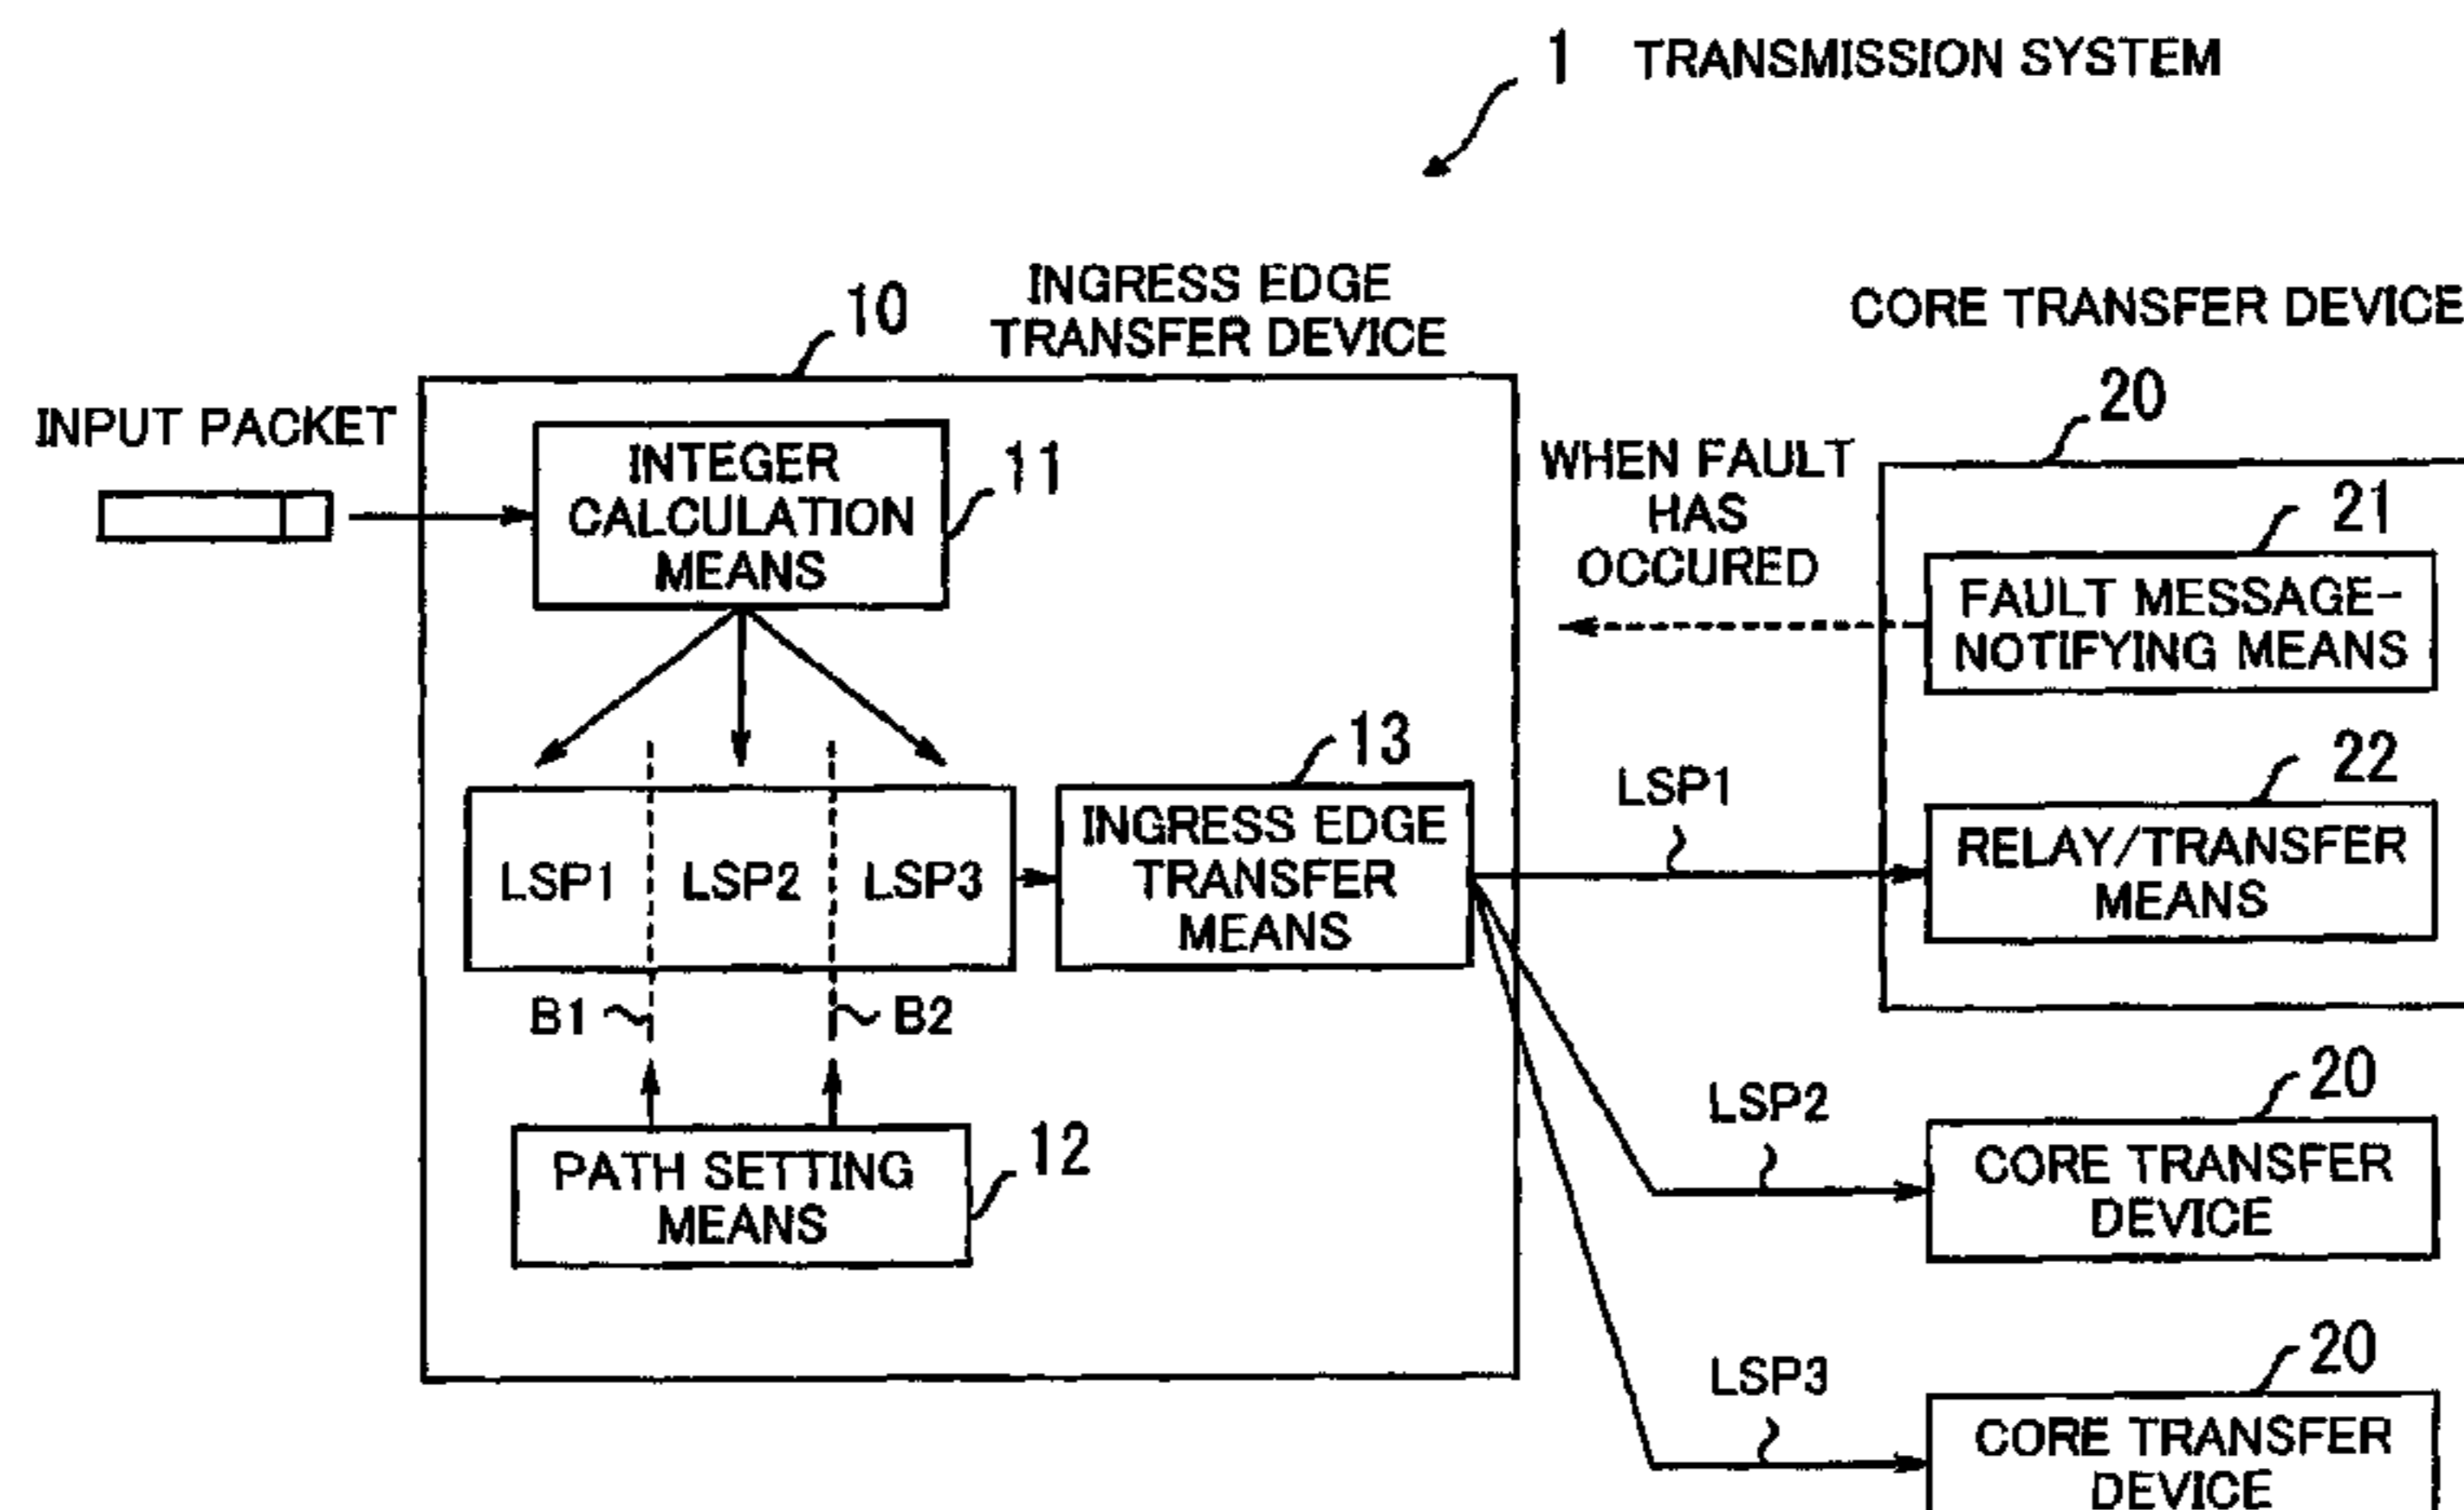 1 TRANSMISSION SYSTEM
10
INGRESS EDGE
TRANSFER DEVICE
CORE TRANSFER DEVICE
20
INPUT PACKET
INTEGER
CALCULATION
MEANS
11
WHEN FAULT
HAS
OCCURED
21
FAULT MESSAGE-
NOTIFYING MEANS
13
LSP1
22
LSP1
LSP2
LSP3
INGRESS EDGE
TRANSFER
MEANS
RELAY/TRANSFER
MEANS
B1
B2
PATH SETTING
MEANS
12
LSP2
20
CORE TRANSFER
DEVICE
LSP3
20
CORE TRANSFER
DEVICE